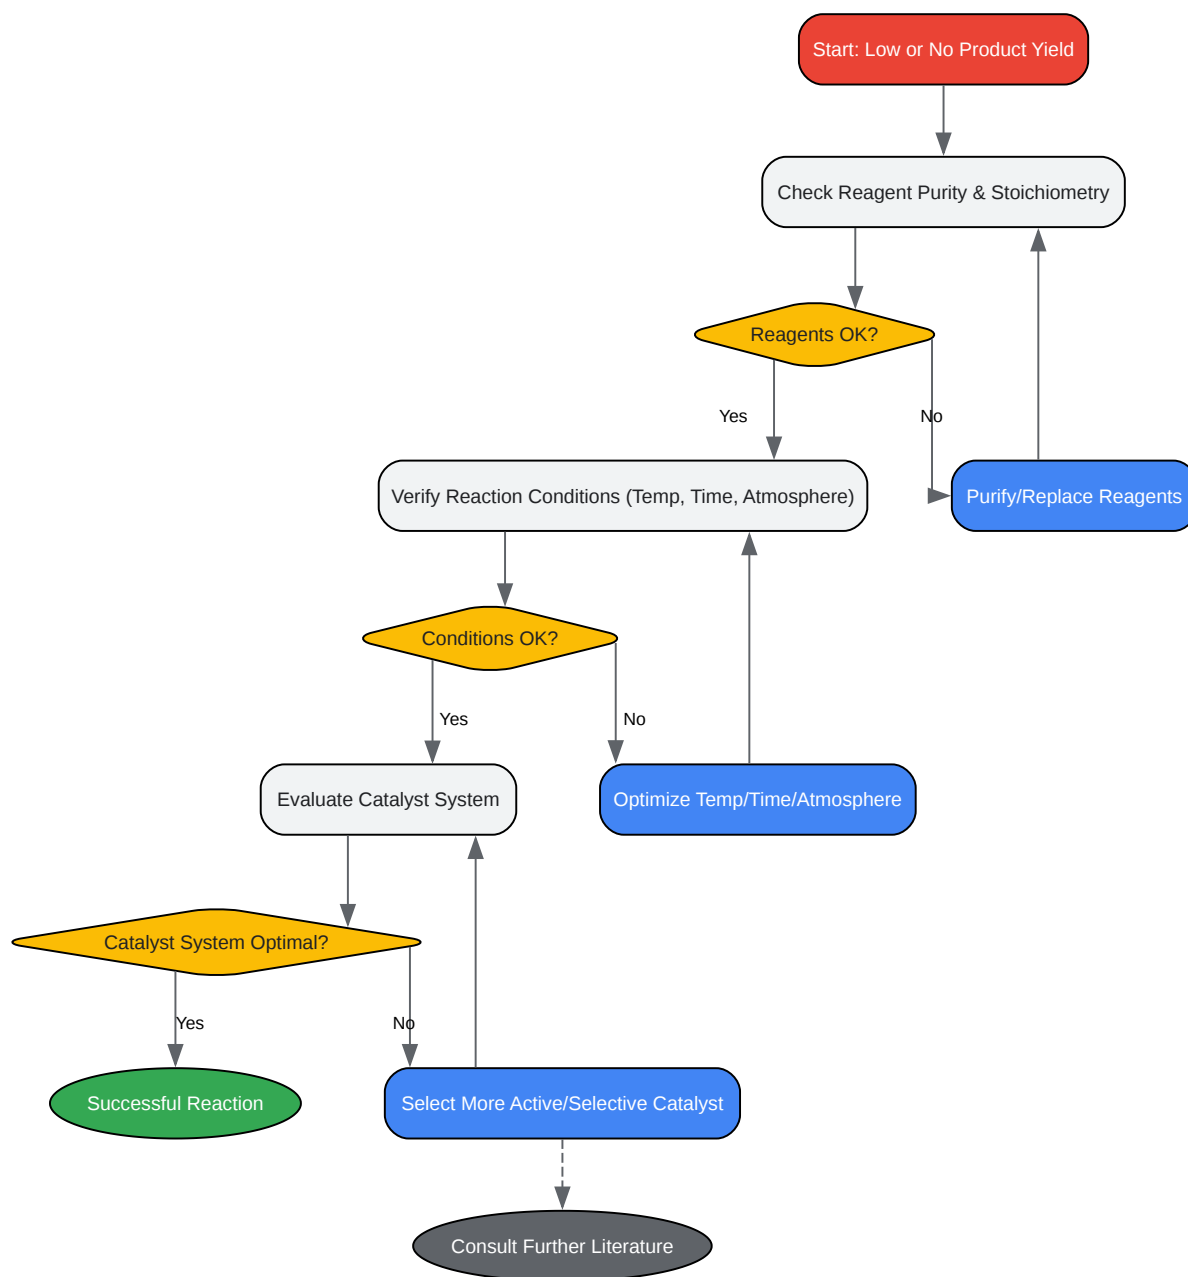 Start: Low or No Product Yield
Check Reagent Purity & Stoichiometry
Reagents OK?
Yes
No
Verify Reaction Conditions (Temp, Time, Atmosphere)
Purify/Replace Reagents
Conditions OK?
Yes
No
Evaluate Catalyst System
Optimize Temp/Time/Atmosphere
Catalyst System Optimal?
Yes
No
Successful Reaction
Select More Active/Selective Catalyst
Consult Further Literature